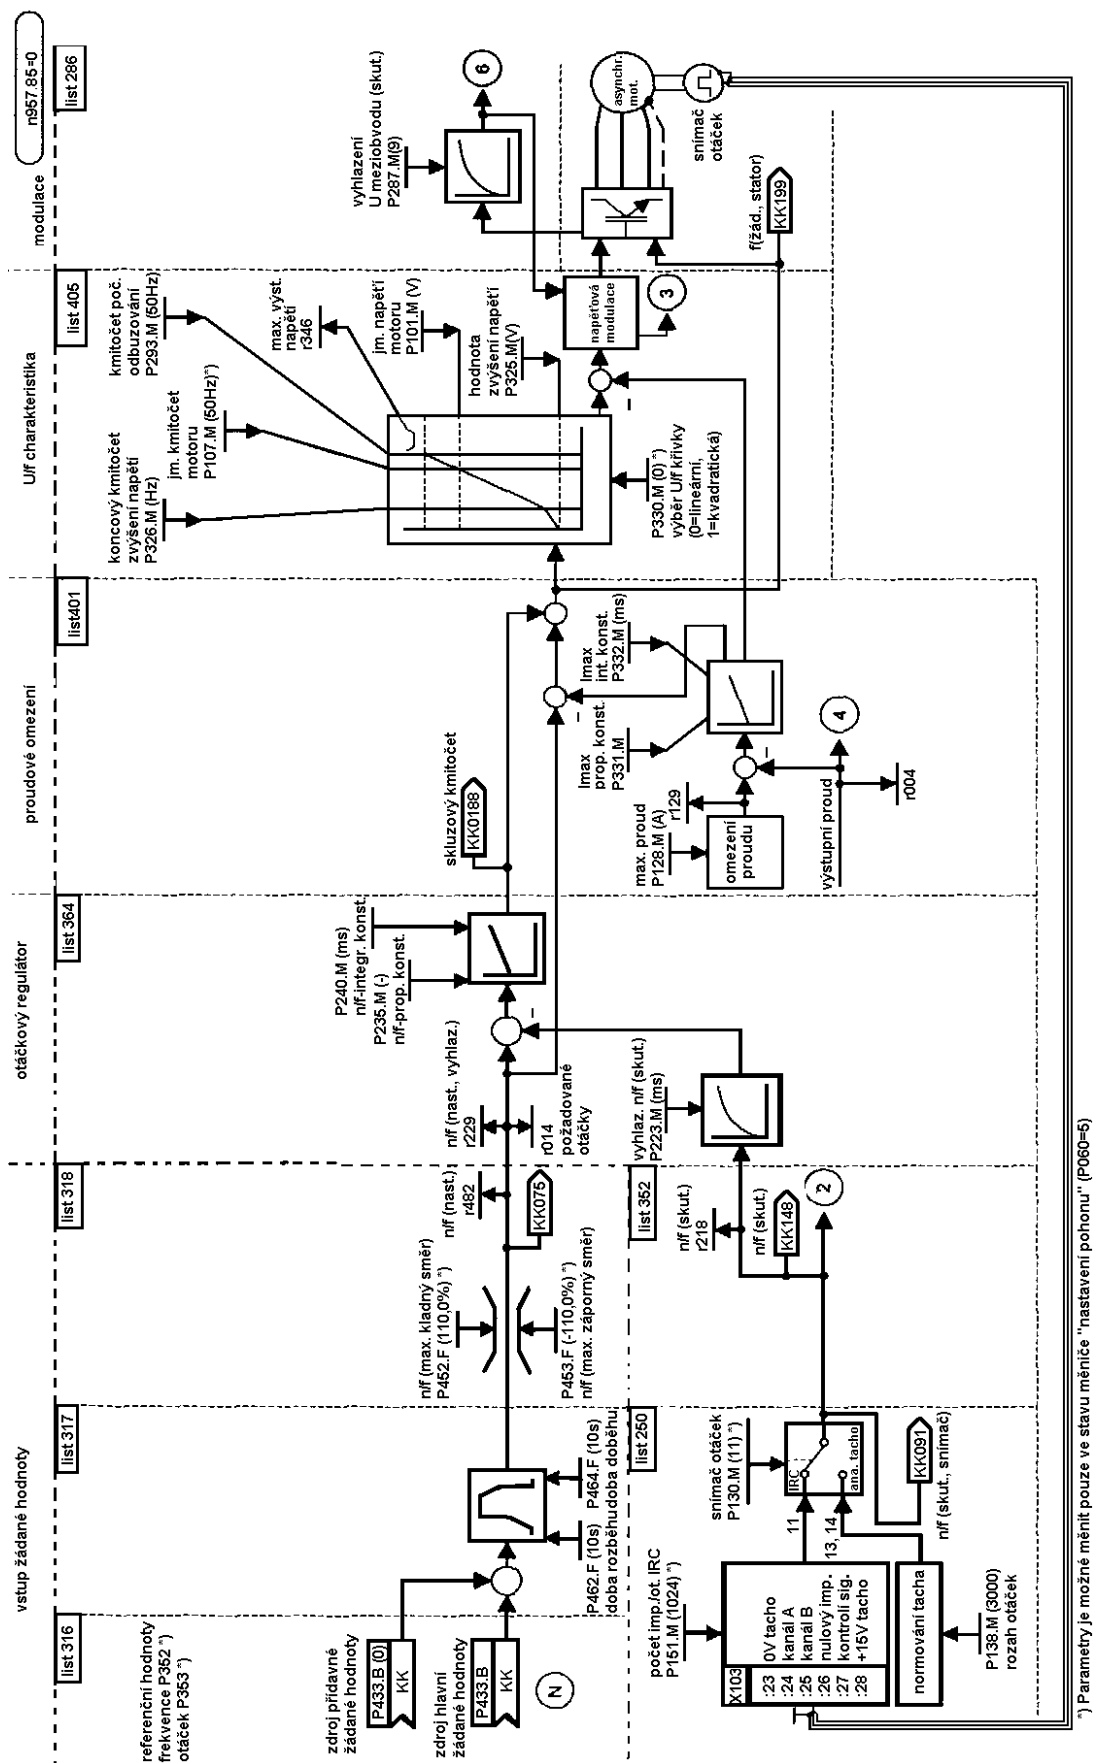 n957.85=0
vstup žádané hodnoty
otáčkový regulátor
proudové omezení
U/f charakteristika
modulace
list 316
list 317
list 318
list 364
list401
list 405
list 286
referenční hodnoty
frekvence P352 *)
otáček P353 *)
zdroj přídavné
žádané hodnoty
P433.B (0)
KK
zdroj hlavní
žádané hodnoty
P433.B
KK
N
P462.F (10s)
doba rozběhu
P464.F (10s)
doba doběhu
n/f (max. kladný směr)
P452.F (110,0%) *)
P453.F (-110,0%) *)
n/f (max. záporný směr)
n/f (nast.)
r482
KK075
n/f (nast., vyhlaz.)
r229
r014
požadované
otáčky
P240.M (ms)
n/f-integr. konst.
P235.M (-)
n/f-prop. konst.
–
skluzový kmitočet
KK0188
–
Imax
prop. konst.
P331.M
Imax
int. konst.
P332.M (ms)
max. proud
P128.M (A)
r129
omezení
proudu
–
výstupní proud
4
r004
koncový kmitočet
zvýšení napětí
P326.M (Hz)
jm. kmitočet
motoru
P107.M (50Hz)*)
kmitočet poč.
odbuzování
P293.M (50Hz)
max. výst.
napětí
r346
jm. napětí
motoru
P101.M (V)
hodnota
zvýšení napětí
P325.M(V)
P330.M (0) *)
výběr U/f křivky
(0=lineární,
1=kvadratická)
–
napěťová
modulace
3
vyhlazení
U meziobvodu (skut.)
P287.M(9)
6
asynchr.
mot.
snímač
otáček
f(žád., stator)
KK199
list 250
list 352
počet imp./ot. IRC
P151.M (1024) *)
X103
:23 0V tacho
:24 kanál A
:25 kanál B
:26 nulový imp.
:27 kontrolí sig.
:28 +15V tacho
normování tacha
P138.M (3000)
rozah otáček
snímač otáček
P130.M (11) *)
11
13, 14
IRC
ana. tacho
KK091
n/f (skut., snímač)
n/f (skut.)
r218
n/f (skut.)
KK148
2
vyhlaz. n/f (skut.)
P223.M (ms)
*) Parametry je možné měnit pouze ve stavu měniče "nastavení pohonu" (P060=5)